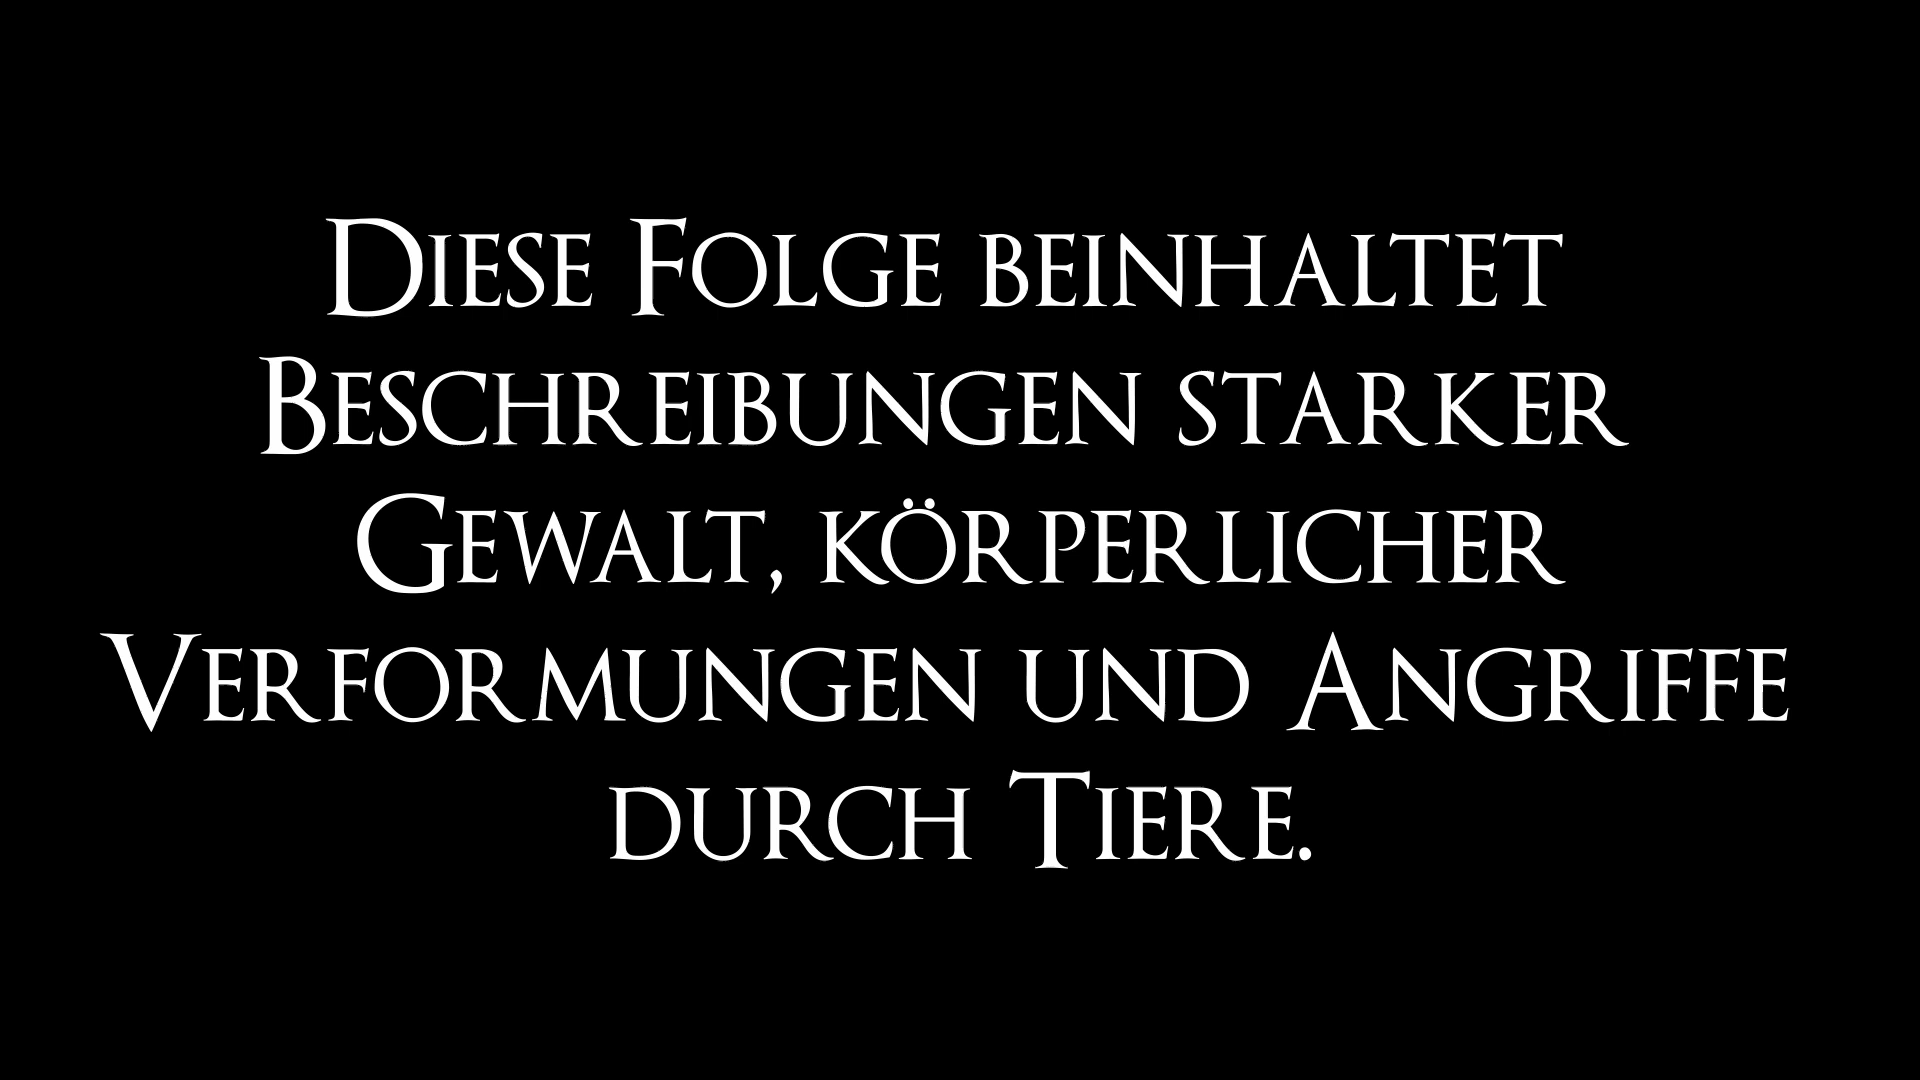 Diese Folge beinhaltet
Beschreibungen starker
Gewalt, körperlicher
Verformungen und Angriffe
durch Tiere.